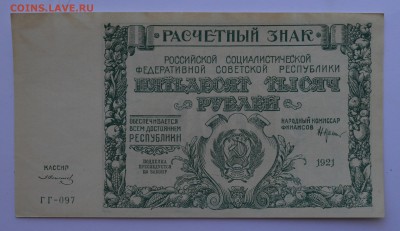 COINS.LAVE.RU
РАСЧЕТНЫЙ ЗНАК
РОССИЙСКОЙ СОЦИАЛИСТИЧЕСКОЙ
ФЕДЕРАТИВНОЙ СОВЕТСКОЙ РЕСПУБЛИКИ
ПЯТЬДЕСЯТ ТЫСЯЧ
РУБЛЕЙ
ОБЕСПЕЧИВАЕТСЯ
ВСЕМ ДОСТОЯНИЕМ
РЕСПУБЛИКИ
НАРОДНЫЙ КОМИССАР
ФИНАНСОВ
ПОДДЕЛКА
ПРЕСЛЕДУЕТСЯ
ПО ЗАКОНУ
1921
КАССИР
ГГ-097